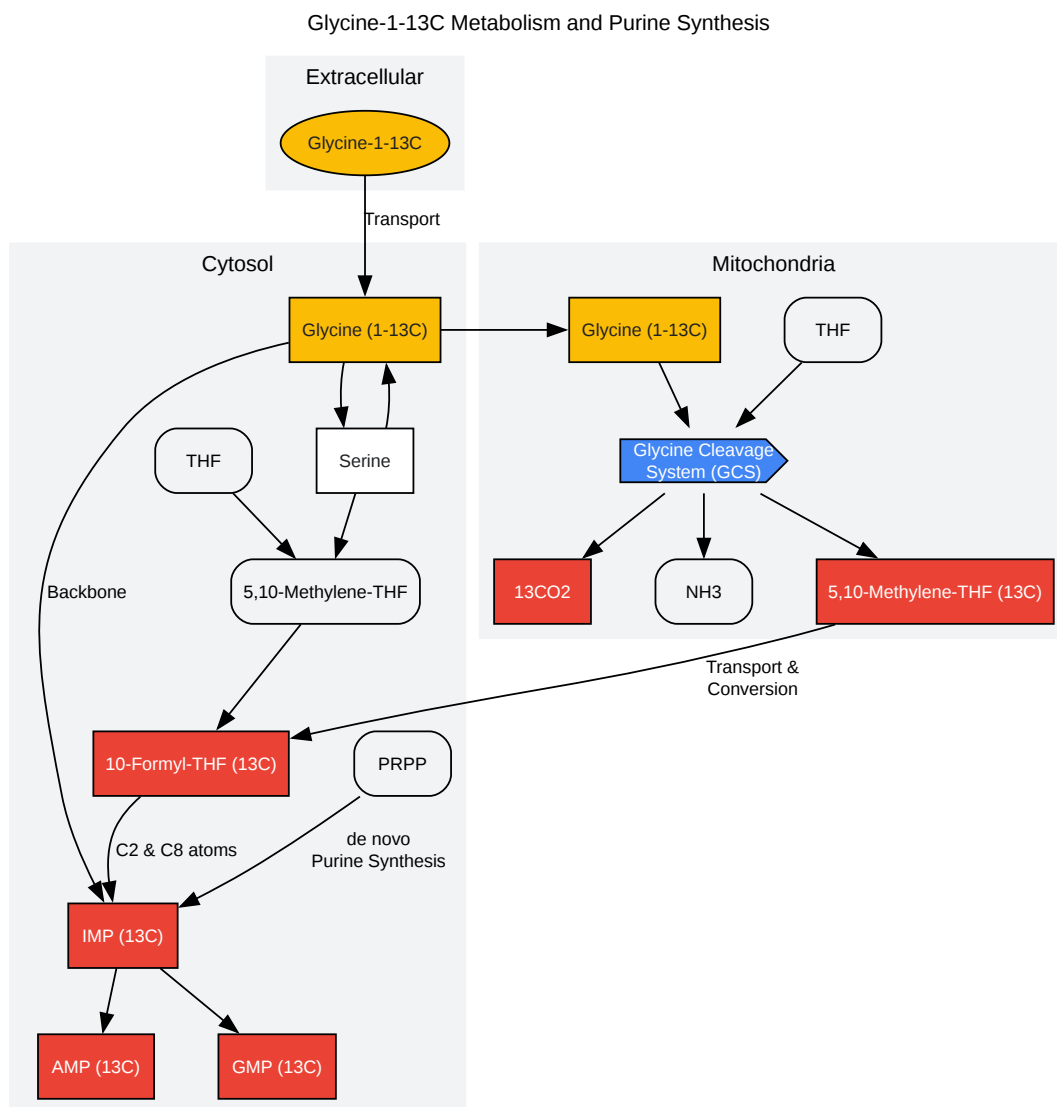 Glycine-1-13C Metabolism and Purine Synthesis
Extracellular
Glycine-1-13C
Transport
Cytosol
Mitochondria
Glycine (1-13C)
Glycine (1-13C)
THF
THF
Serine
Glycine Cleavage
System (GCS)
Backbone
5,10-Methylene-THF
13CO2
NH3
5,10-Methylene-THF (13C)
Transport &
Conversion
10-Formyl-THF (13C)
PRPP
C2 & C8 atoms
de novo
Purine Synthesis
IMP (13C)
AMP (13C)
GMP (13C)